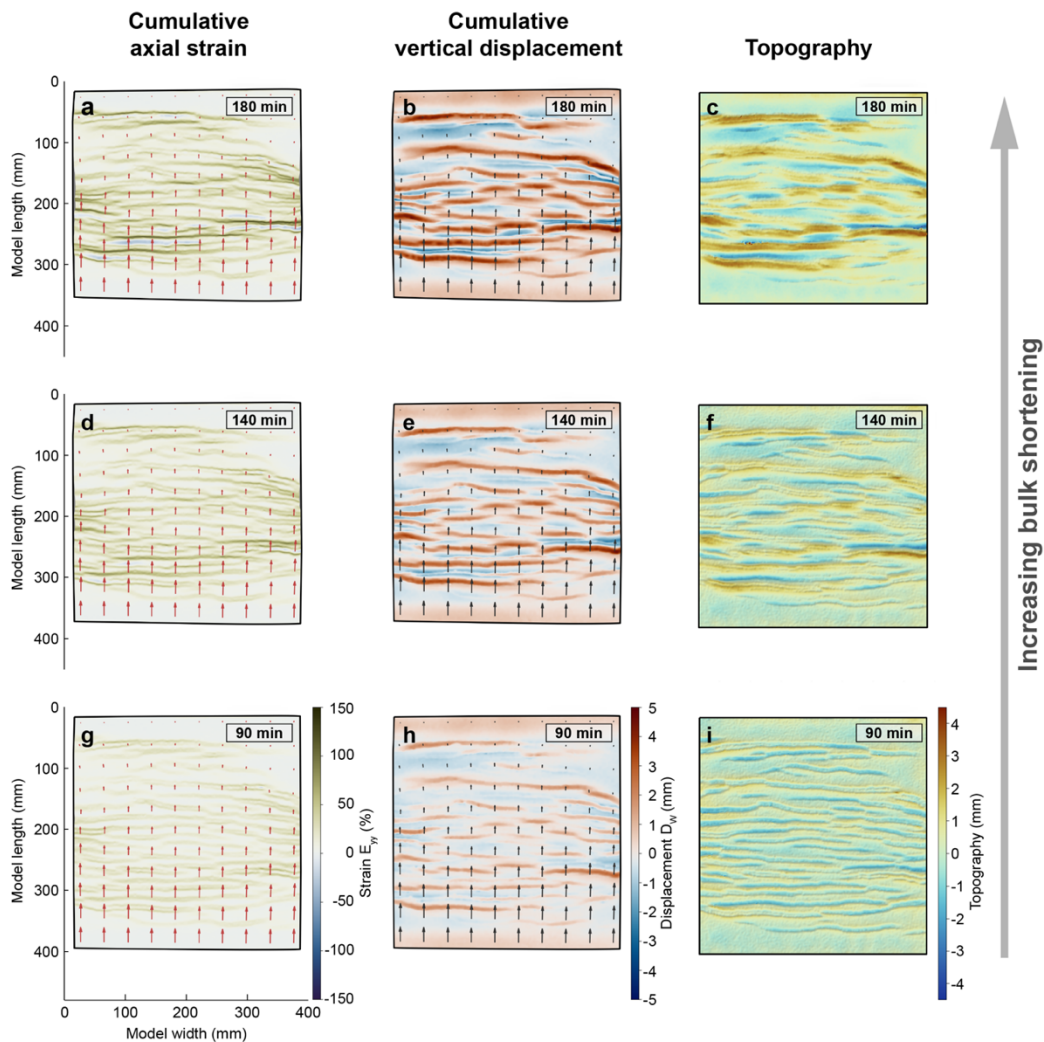 Cumulative
axial strain
Cumulative
vertical displacement
Topography
0
100
200
300
400
Model length (mm)
a
180 min
b
180 min
c
180 min
0
100
200
300
400
Model length (mm)
d
140 min
e
140 min
f
140 min
0
100
200
300
400
Model length (mm)
g
90 min
h
90 min
i
90 min
150
100
50
0
-50
-100
-150
Strain Eyy (%)
5
4
3
2
1
0
-1
-2
-3
-4
-5
Displacement DW (mm)
4
3
2
1
0
-1
-2
-3
-4
Topography (mm)
0
100
200
300
400
Model width (mm)
Increasing bulk shortening